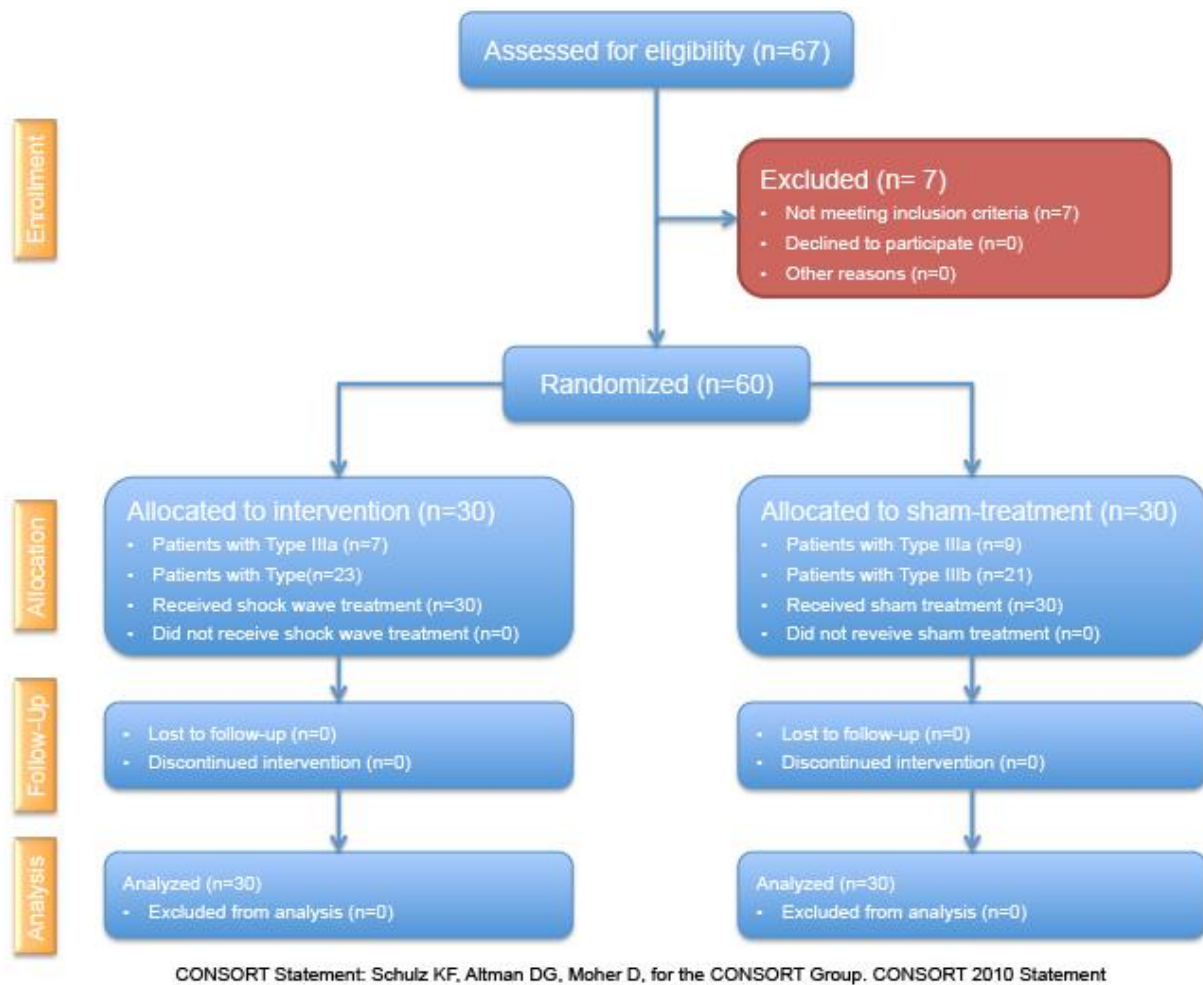 Assessed for eligibility (n=67)
Enrollment
Excluded (n= 7)
• Not meeting inclusion criteria (n=7)
• Declined to participate (n=0)
• Other reasons (n=0)
Randomized (n=60)
Allocation
Allocated to intervention (n=30)
• Patients with Type IIIa (n=7)
• Patients with Type(n=23)
• Received shock wave treatment (n=30)
• Did not receive shock wave treatment (n=0)
Allocated to sham-treatment (n=30)
• Patients with Type IIIa (n=9)
• Patients with Type IIIb (n=21)
• Received sham treatment (n=30)
• Did not reveive sham treatment (n=0)
Follow-Up
• Lost to follow-up (n=0)
• Discontinued intervention (n=0)
• Lost to follow-up (n=0)
• Discontinued intervention (n=0)
Analysis
Analyzed (n=30)
• Excluded from analysis (n=0)
Analyzed (n=30)
• Excluded from analysis (n=0)
CONSORT Statement: Schulz KF, Altman DG, Moher D, for the CONSORT Group. CONSORT 2010 Statement